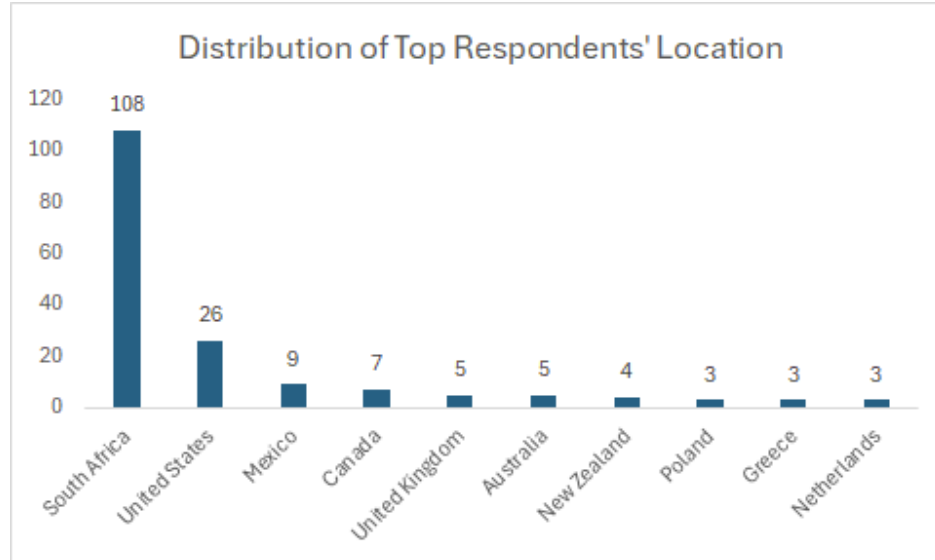 Distribution of Top Respondents' Location
120
100
80
60
40
20
0
108
26
9
7
5
5
4
3
3
3
South Africa
United States
Mexico
Canada
United Kingdom
Australia
New Zealand
Poland
Greece
Netherlands